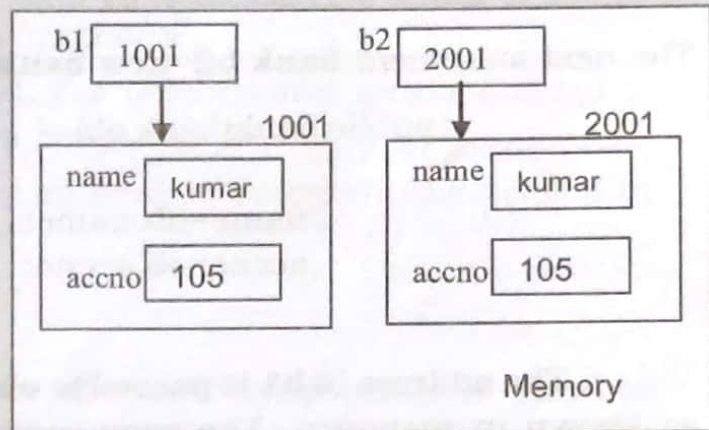 b1 1001 b2 2001
1001 2001
name kumar name kumar
accno 105 accno 105
Memory